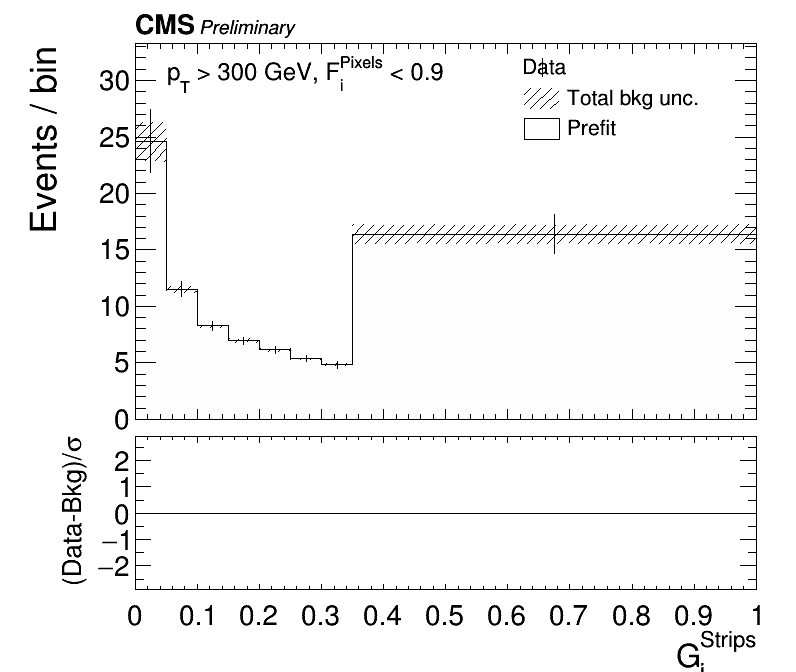 CMS Preliminary
p_T > 300 GeV, F_i^Pixels < 0.9
Data
Total bkg unc.
Prefit
Events / bin
30
25
20
15
10
5
0
(Data-Bkg)/σ
2
1
0
−1
−2
0 0.1 0.2 0.3 0.4 0.5 0.6 0.7 0.8 0.9 1
G_i^Strips